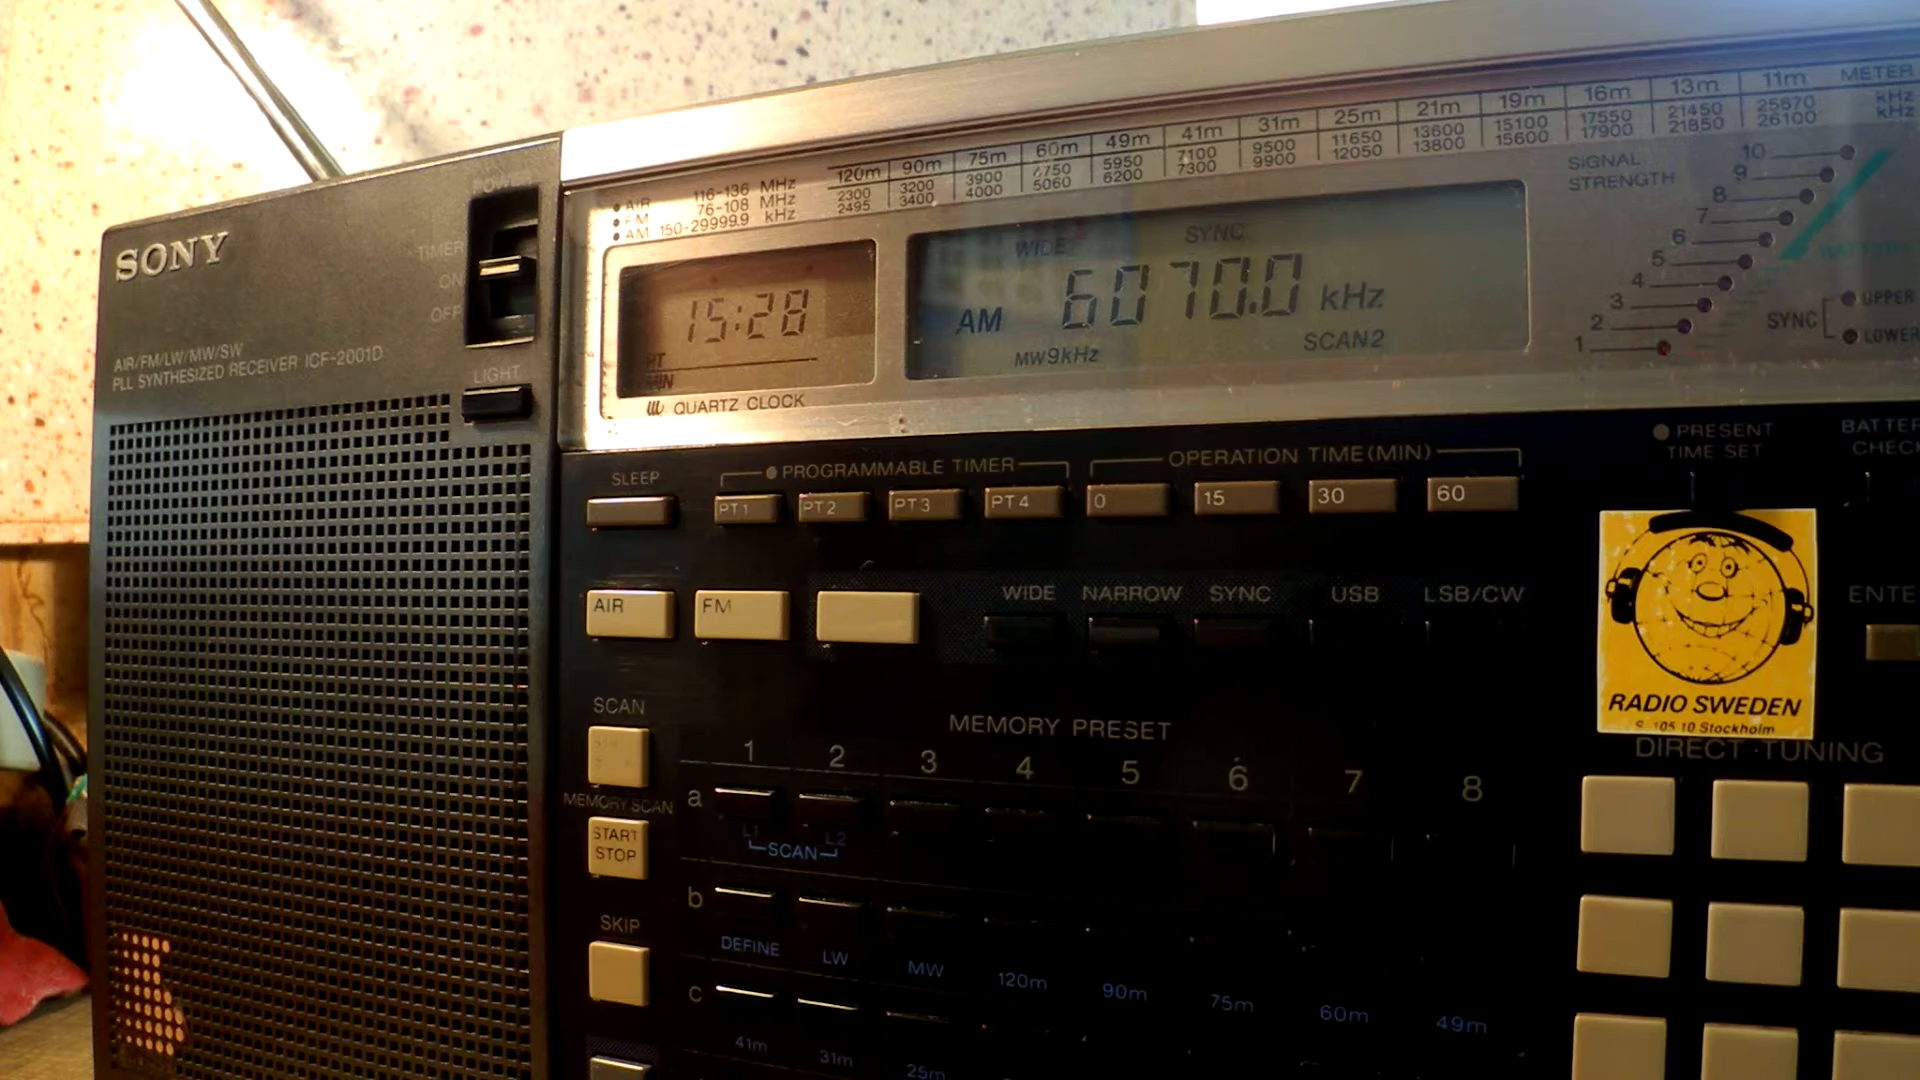 SONY
POWER
TIMER
ON
OFF
AIR/FM/LW/MW/SW
PLL SYNTHESIZED RECEIVER ICF-2001D
LIGHT
AIR 116-136 MHz
FM 76-108 MHz
AM 150-29999.9 kHz
120m 90m 75m 60m 49m 41m 31m 25m 21m 19m 16m 13m 11m METER
2300 3200 3900 4750 5950 7100 9500 11650 13600 15100 17550 21450 25670 kHz
2495 3400 4000 5060 6200 7300 9900 12050 13800 15600 17900 21850 26100 kHz
15:28
QUARTZ CLOCK
WIDE SYNC
AM 6070.0 kHz
MW9kHz SCAN2
SIGNAL
STRENGTH
10
9
8
7
6
5
4
3
2
1
SYNC
UPPER
LOWER
SLEEP
PROGRAMMABLE TIMER
OPERATION TIME(MIN)
PRESENT
TIME SET
PT1 PT2 PT3 PT4 0 15 30 60
AIR FM
WIDE NARROW SYNC USB LSB/CW
RADIO SWEDEN
S 105 10 Stockholm
DIRECT TUNING
SCAN
MEMORY PRESET
1 2 3 4 5 6 7 8
MEMORY SCAN
START
STOP
a
L1 L2
SCAN
b
SKIP
DEFINE LW MW 120m 90m 75m 60m 49m
c
41m 31m 25m